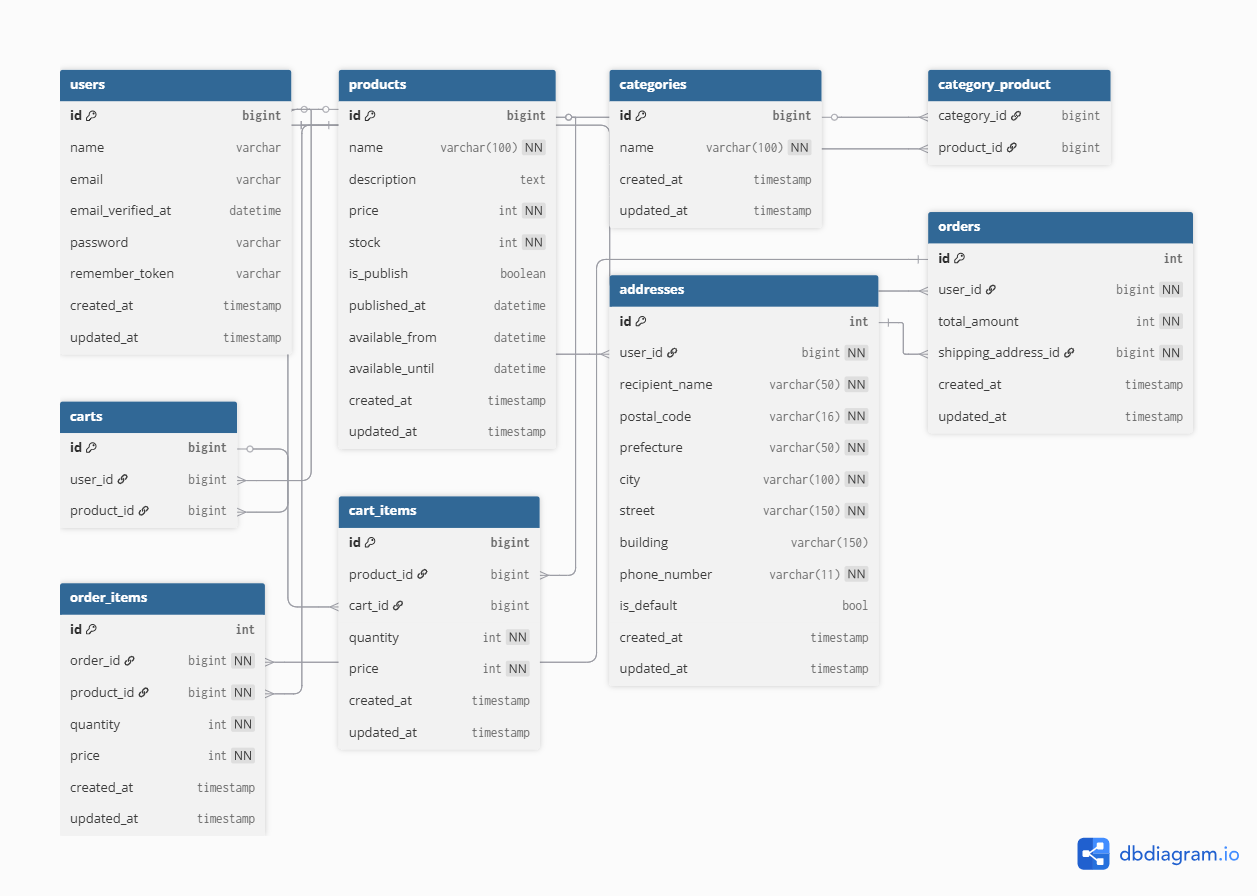 users
id bigint
name varchar
email varchar
email_verified_at datetime
password varchar
remember_token varchar
created_at timestamp
updated_at timestamp
products
id bigint
name varchar(100) NN
description text
price int NN
stock int NN
is_publish boolean
published_at datetime
available_from datetime
available_until datetime
created_at timestamp
updated_at timestamp
categories
id bigint
name varchar(100) NN
created_at timestamp
updated_at timestamp
category_product
category_id bigint
product_id bigint
orders
id int
user_id bigint NN
total_amount int NN
shipping_address_id bigint NN
created_at timestamp
updated_at timestamp
addresses
id int
user_id bigint NN
recipient_name varchar(50) NN
postal_code varchar(16) NN
prefecture varchar(50) NN
city varchar(100) NN
street varchar(150) NN
building varchar(150)
phone_number varchar(11) NN
is_default bool
created_at timestamp
updated_at timestamp
carts
id bigint
user_id bigint
product_id bigint
cart_items
id bigint
product_id bigint
cart_id bigint
quantity int NN
price int NN
created_at timestamp
updated_at timestamp
order_items
id int
order_id bigint NN
product_id bigint NN
quantity int NN
price int NN
created_at timestamp
updated_at timestamp
dbdiagram.io